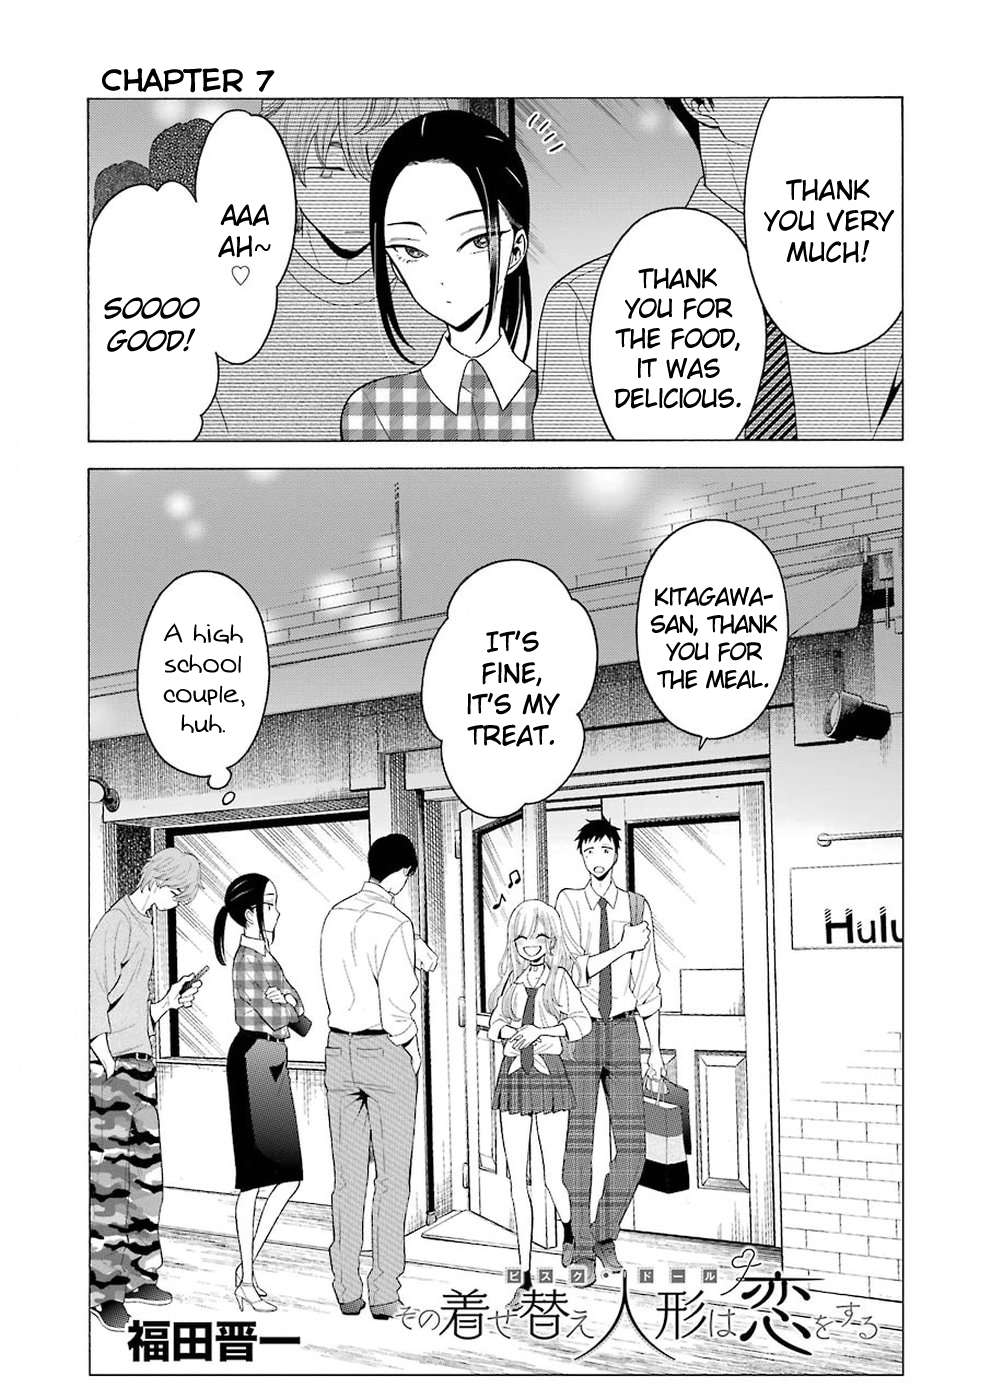 CHAPTER 7
THANK
YOU VERY
MUCH!
THANK
YOU FOR
THE FOOD,
IT WAS
DELICIOUS.
AAA
AH~
♡
SOOOO
GOOD!
KITAGAWA-
SAN, THANK
YOU FOR
THE MEAL.
IT'S
FINE,
IT'S MY
TREAT.
A high
school
couple,
huh.
Hulu
ビスク・ドール
その着せ替え人形は恋をする
福田晋一